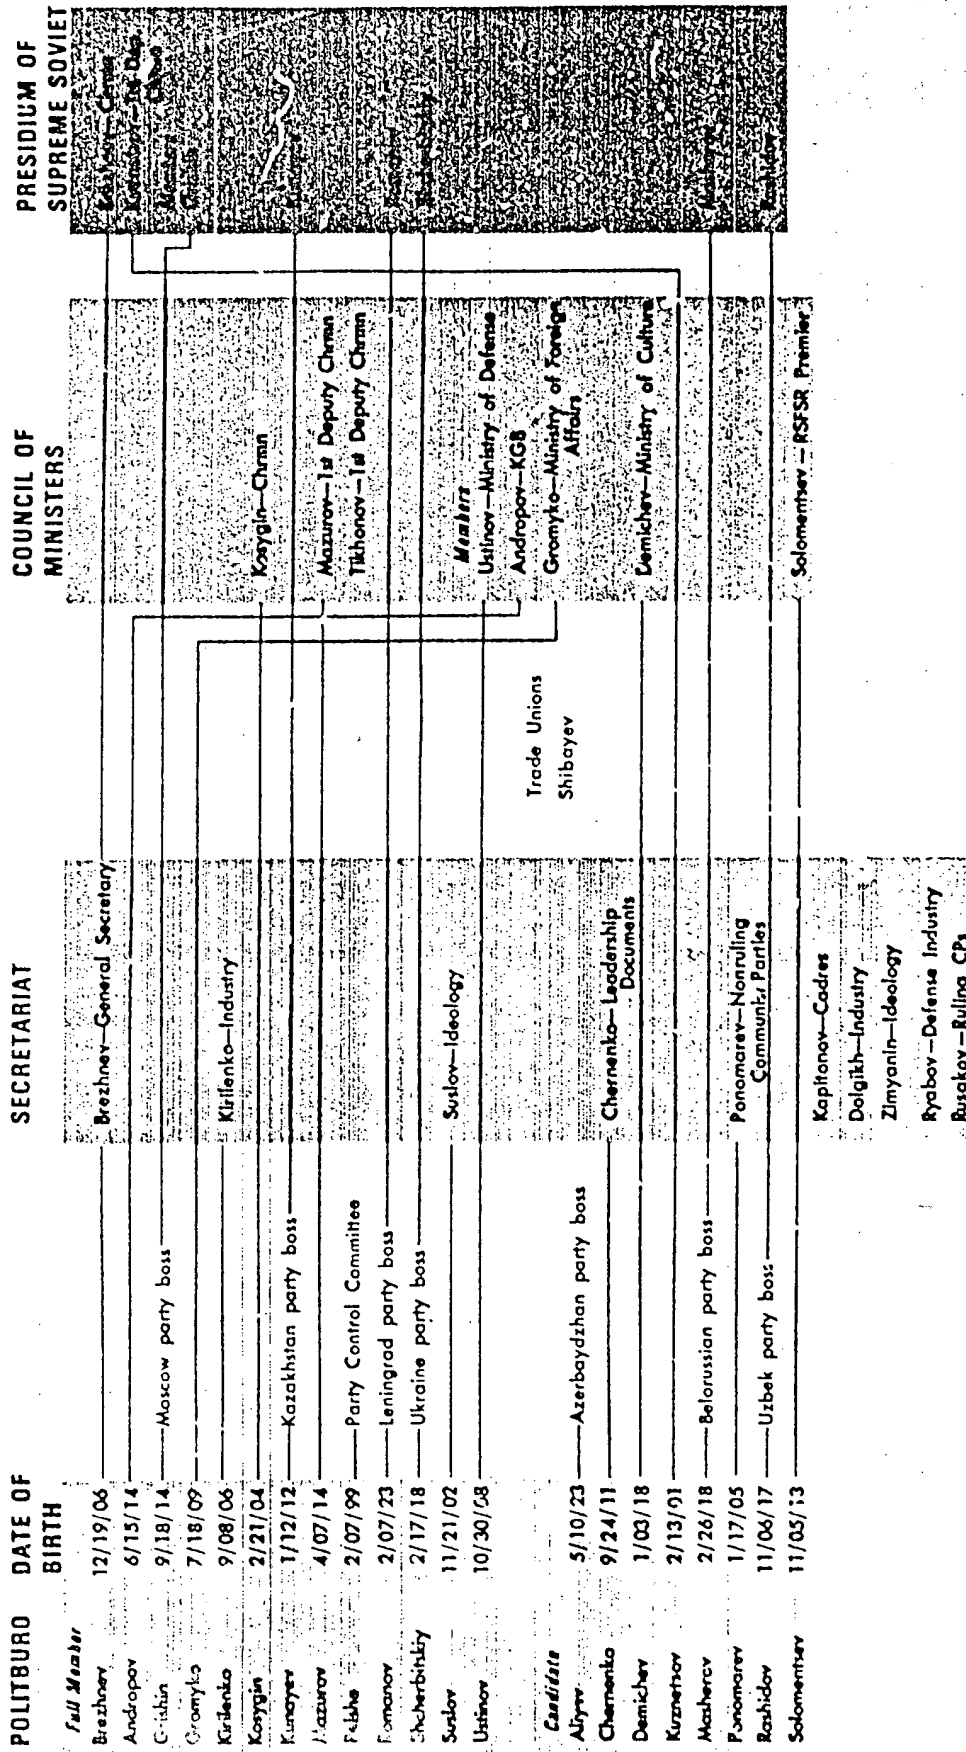 POLITBURO
DATE OF
BIRTH
SECRETARIAT
COUNCIL OF
MINISTERS
PRESIDIUM OF
SUPREME SOVIET
Full Member
Brezhnev 12/19/06 Brezhnev—General Secretary
Andropov 6/15/14
Grishin 9/18/14 Moscow party boss
Gromyko 7/18/09
Kirilenko 9/08/06 Kirilenko—Industry
Kosygin 2/21/04 Kosygin—Chrmn
Kunayev 1/12/12 Kazakhstan party boss
Mazurov 4/07/14 Mazurov—1st Deputy Chrmn
Tikhonov—1st Deputy Chrmn
Pelshe 2/07/99 Party Control Committee
Romanov 2/07/23 Leningrad party boss
Shcherbitskiy 2/17/18 Ukraine party boss
Suslov 11/21/02 Suslov—Ideology
Members
Ustinov 10/30/08 Ustinov—Ministry of Defense
Andropov—KGB
Gromyko—Ministry of Foreign
Affairs
Trade Unions
Shibayev
Candidate
Aliyev 5/10/23 Azerbaydzhan party boss
Chernenko 9/24/11 Chernenko—Leadership
Documents
Demichev 1/03/18 Demichev—Ministry of Culture
Kuznetsov 2/13/01
Masherov 2/26/18 Belorussian party boss Masherov
Ponomarev 1/17/05 Ponomarev—Nonruling
Communist Parties
Rashidov 11/06/17 Uzbek party boss Rashidov
Solomentsev 11/05/13 Solomentsev—RSFSR Premier
Kapitonov—Cadres
Dolgikh—Industry
Zimyanin—Ideology
Ryabov—Defense Industry
Rusakov—Ruling CPs